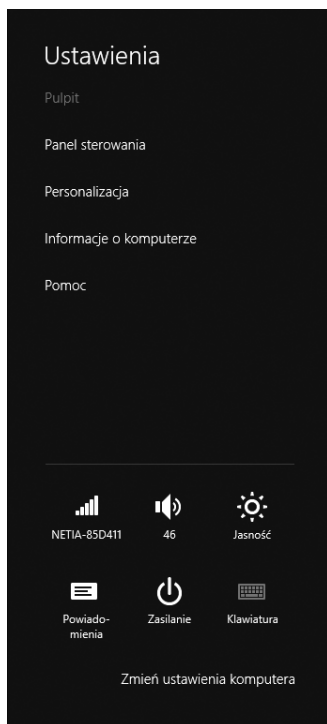 Ustawienia
Pulpit
Panel sterowania
Personalizacja
Informacje o komputerze
Pomoc
NETIA-85D411
46
Jasność
Powiado-
mienia
Zasilanie
Klawiatura
Zmień ustawienia komputera